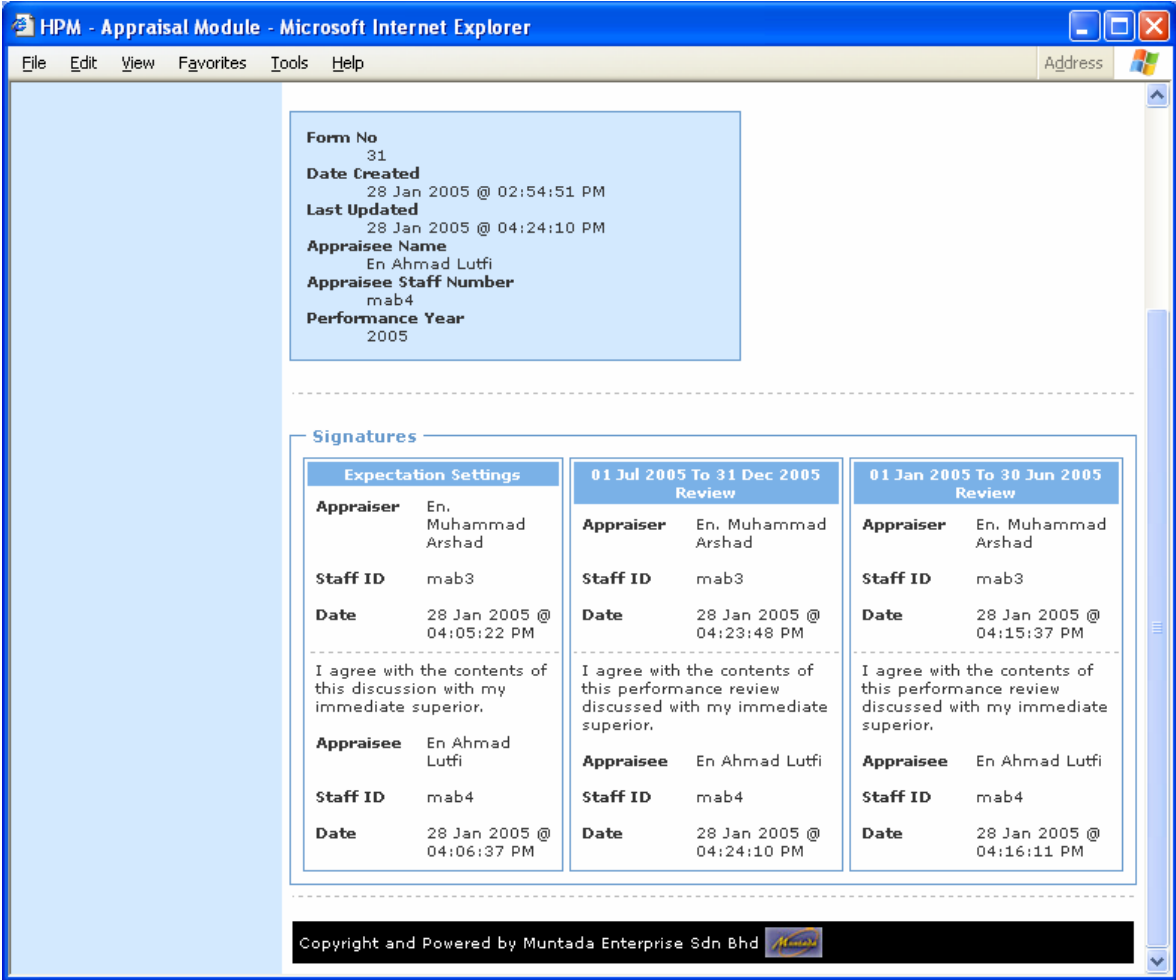 HPM - Appraisal Module - Microsoft Internet Explorer
File Edit View Favorites Tools Help Address
Form No
31
Date Created
28 Jan 2005 @ 02:54:51 PM
Last Updated
28 Jan 2005 @ 04:24:10 PM
Appraisee Name
En Ahmad Lutfi
Appraisee Staff Number
mab4
Performance Year
2005
Signatures
Expectation Settings
Appraiser En.
Muhammad
Arshad
Staff ID mab3
Date 28 Jan 2005 @
04:05:22 PM
I agree with the contents of
this discussion with my
immediate superior.
Appraisee En Ahmad
Lutfi
Staff ID mab4
Date 28 Jan 2005 @
04:06:37 PM
01 Jul 2005 To 31 Dec 2005
Review
Appraiser En. Muhammad
Arshad
Staff ID mab3
Date 28 Jan 2005 @
04:23:48 PM
I agree with the contents of
this performance review
discussed with my immediate
superior.
Appraisee En Ahmad Lutfi
Staff ID mab4
Date 28 Jan 2005 @
04:24:10 PM
01 Jan 2005 To 30 Jun 2005
Review
Appraiser En. Muhammad
Arshad
Staff ID mab3
Date 28 Jan 2005 @
04:15:37 PM
I agree with the contents of
this performance review
discussed with my immediate
superior.
Appraisee En Ahmad Lutfi
Staff ID mab4
Date 28 Jan 2005 @
04:16:11 PM
Copyright and Powered by Muntada Enterprise Sdn Bhd Muntada